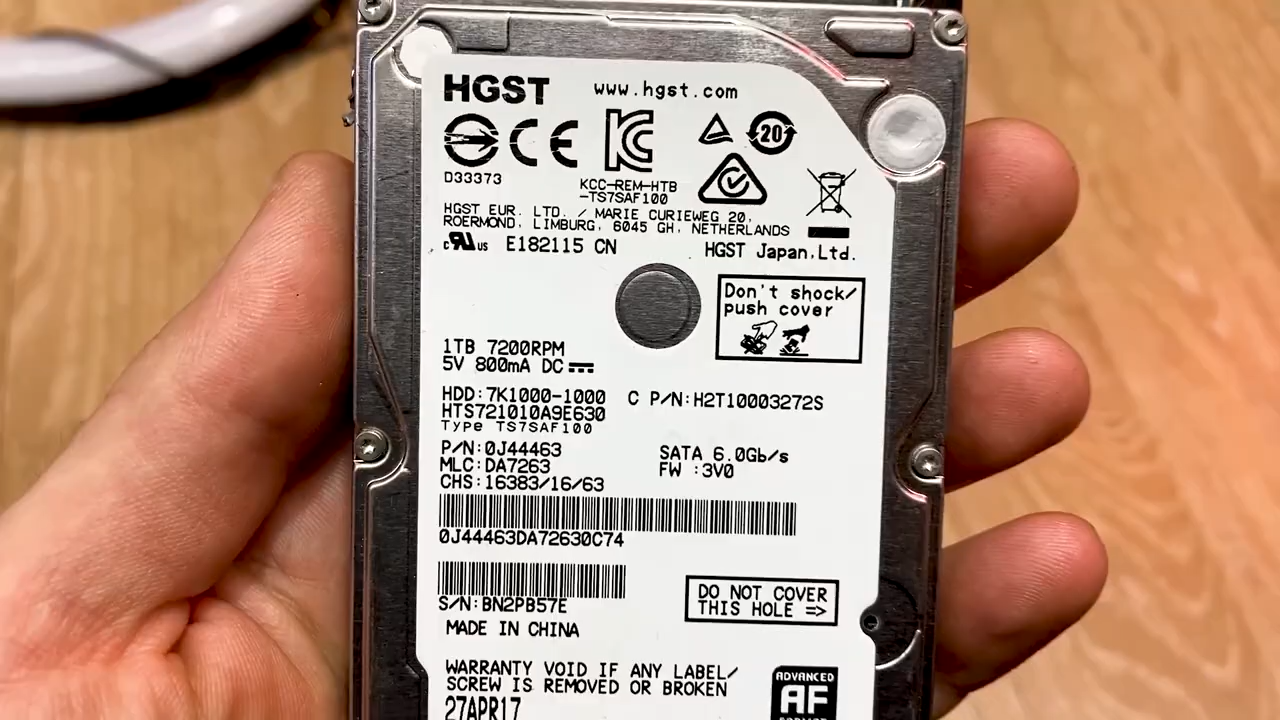 HGST www.hgst.com
20
D33373
KCC-REM-HTB
-TS7SAF100
HGST EUR. LTD. / MARIE CURIEWEG 20,
ROERMOND, LIMBURG, 6045 GH, NETHERLANDS
c RU US E182115 CN HGST Japan,Ltd.
Don't shock/
push cover
1TB 7200RPM
5V 800mA DC
HDD:7K1000-1000 C P/N:H2T10003272S
HTS721010A9E630
Type TS7SAF100
P/N:0J44463 SATA 6.0Gb/s
MLC:DA7263 FW :3V0
CHS:16383/16/63
0J44463DA72630C74
S/N:BN2PB57E
DO NOT COVER
THIS HOLE =>
MADE IN CHINA
WARRANTY VOID IF ANY LABEL/
SCREW IS REMOVED OR BROKEN
27APR17
ADVANCED
AF